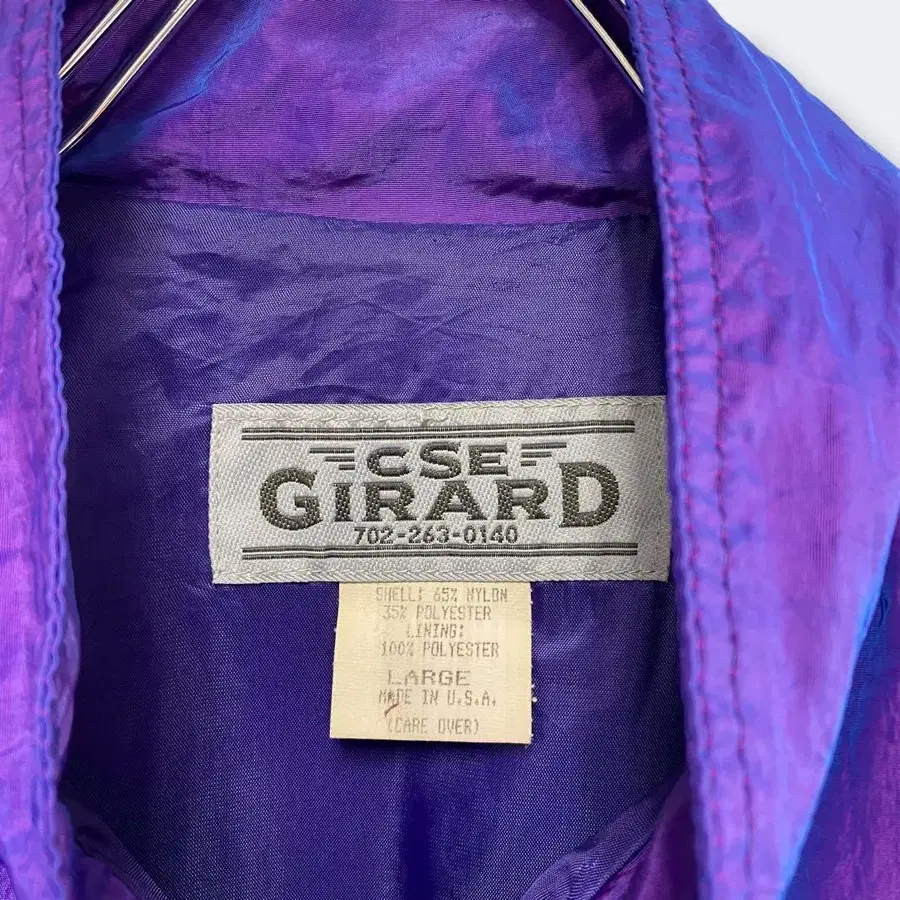 CSE
GIRARD
702-263-0140
SHELL: 65% NYLON
35% POLYESTER
LINING:
100% POLYESTER
LARGE
MADE IN U.S.A.
(CARE OVER)